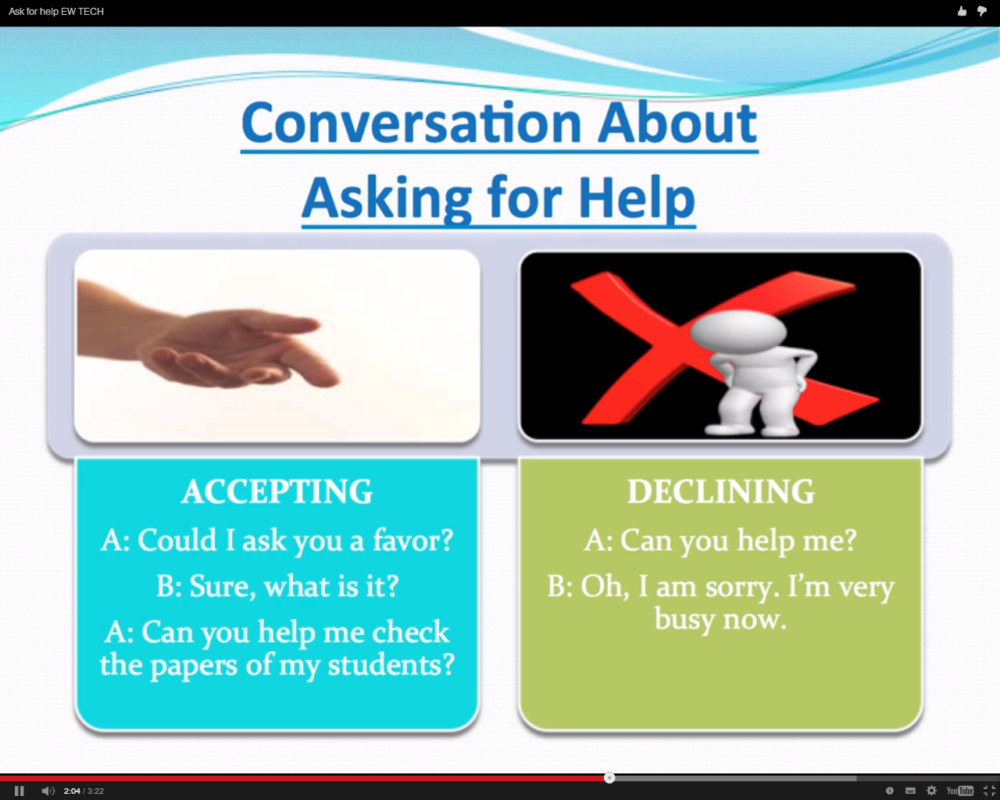 Ask for help EW TECH
Conversation About
Asking for Help
ACCEPTING
A: Could I ask you a favor?
B: Sure, what is it?
A: Can you help me check
the papers of my students?
DECLINING
A: Can you help me?
B: Oh, I am sorry. I’m very
busy now.
2:04 / 3:22
YouTube